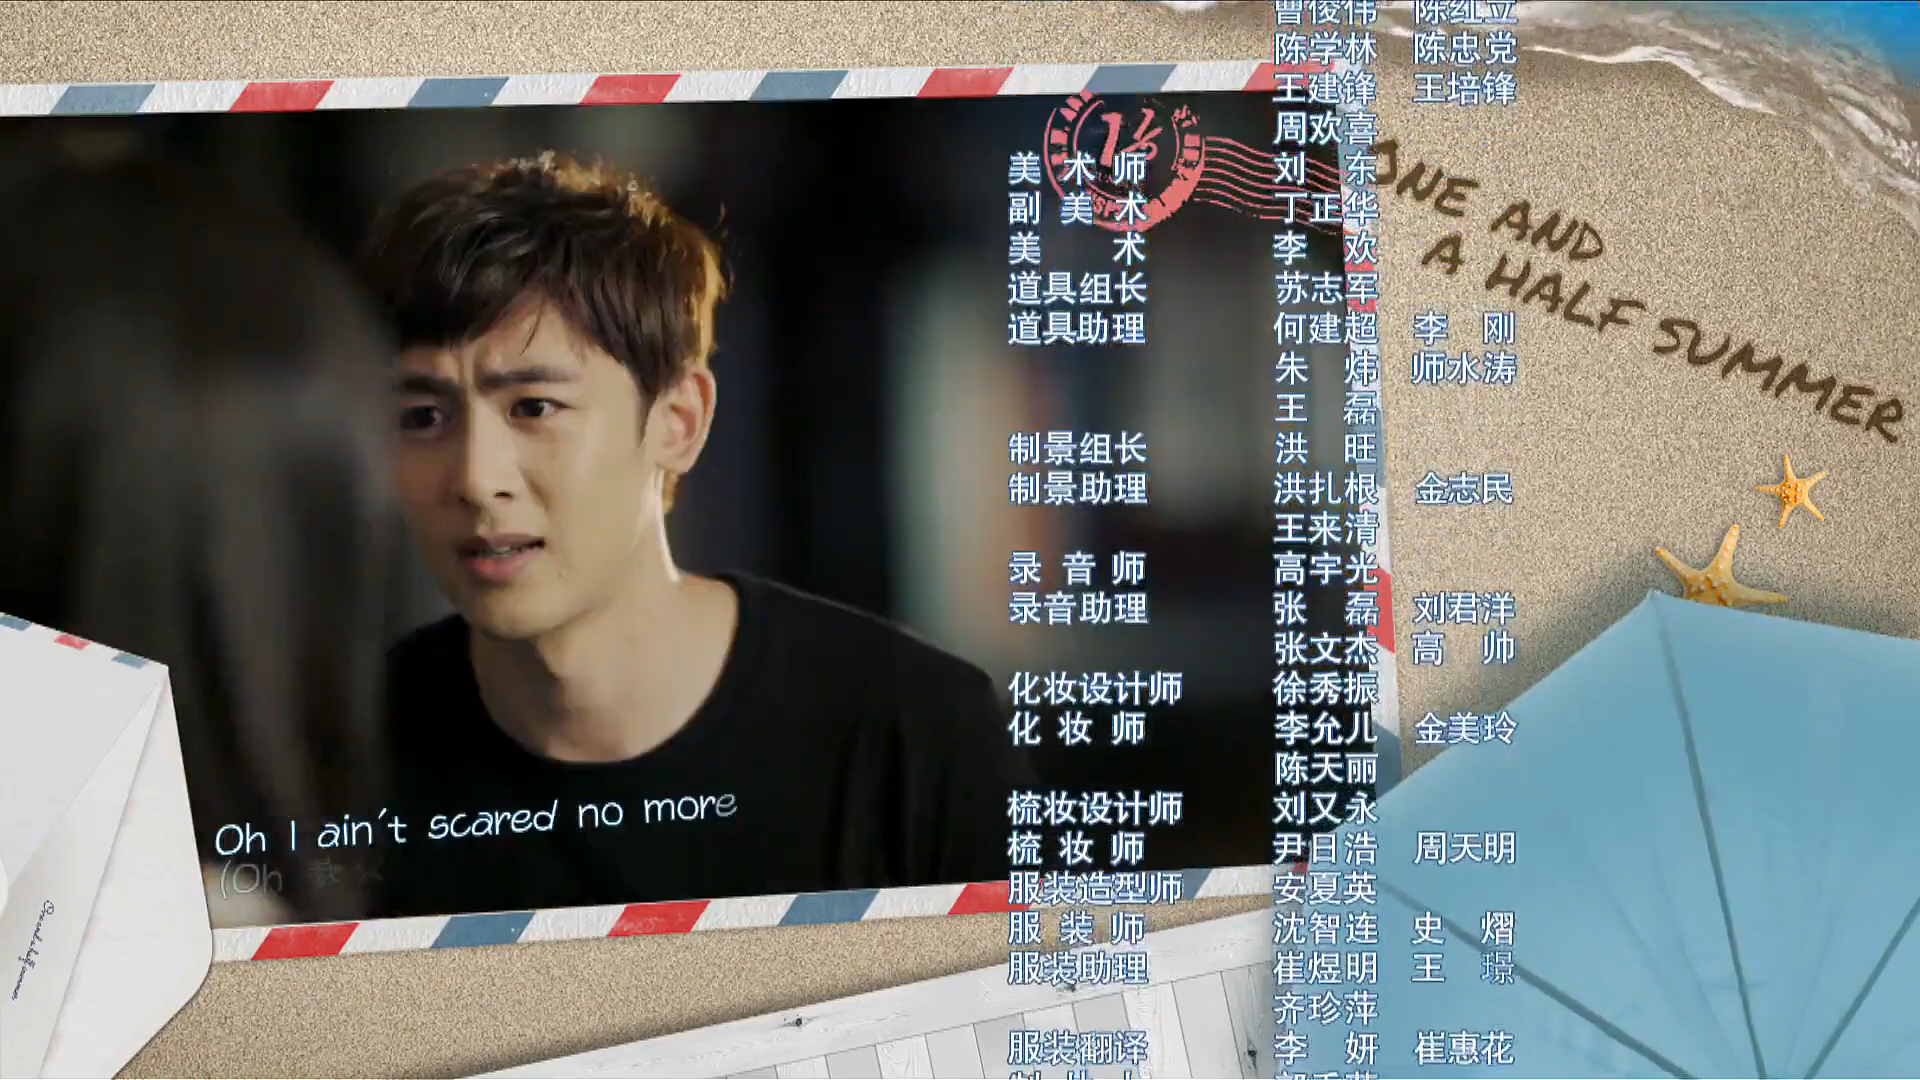 曹俊伟 陈红立
陈学林 陈忠党
王建锋 王培锋
周欢喜
美术师 刘东
副美术 丁正华
美术 李欢
道具组长 苏志军
道具助理 何建超 李刚
朱炜 师水涛
王磊
制景组长 洪旺
制景助理 洪扎根 金志民
王来清
录音师 高宇光
录音助理 张磊 刘君洋
张文杰 高帅
化妆设计师 徐秀振
化妆师 李允儿 金美玲
陈天丽
梳妆设计师 刘又永
梳妆师 尹日浩 周天明
服装造型师 安夏英
服装师 沈智连 史熠
服装助理 崔煜明 王璟
齐珍萍
服装翻译 李妍 崔惠花
1½
ONE AND
A HALF SUMMER
Oh I ain't scared no more
(Oh 我